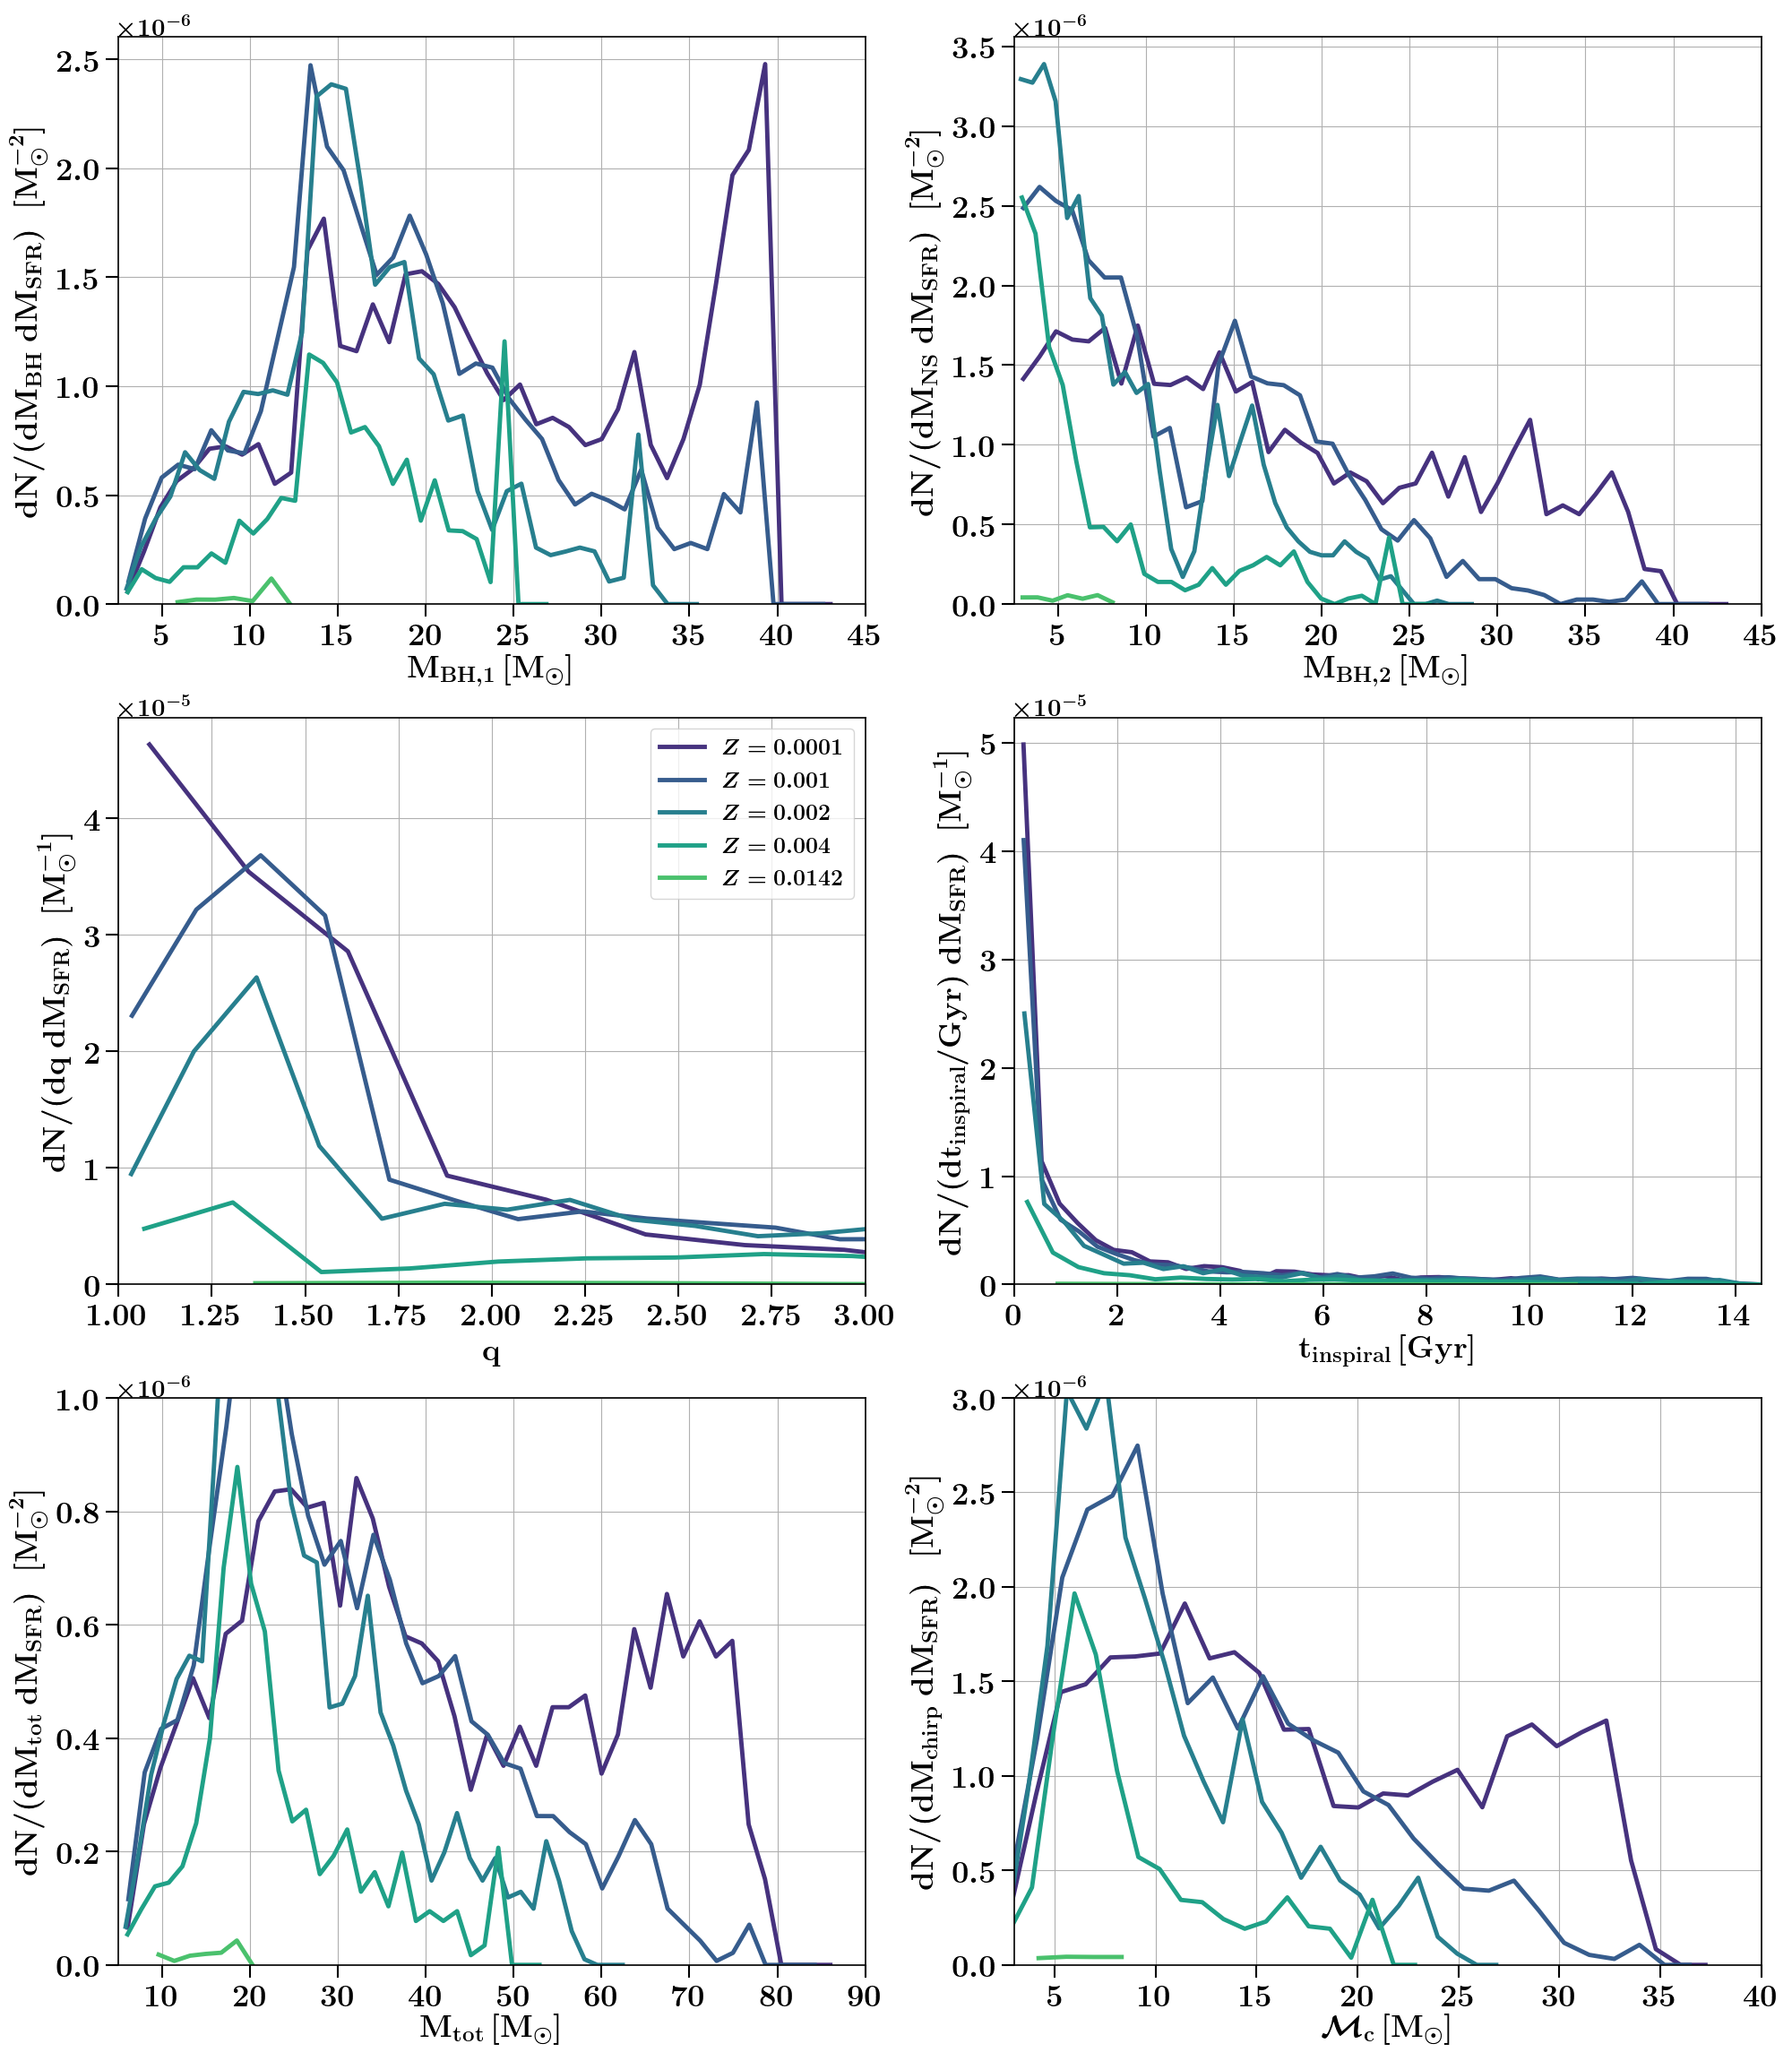 ×10⁻⁶
2.5
2.0
1.5
1.0
0.5
0.0
dN/(dM_BH dM_SFR) [M_⊙⁻²]
5 10 15 20 25 30 35 40 45
M_BH,1 [M_⊙]
×10⁻⁶
3.5
3.0
2.5
2.0
1.5
1.0
0.5
0.0
dN/(dM_NS dM_SFR) [M_⊙⁻²]
5 10 15 20 25 30 35 40 45
M_BH,2 [M_⊙]
×10⁻⁵
4
3
2
1
0
dN/(dq dM_SFR) [M_⊙⁻¹]
Z = 0.0001
Z = 0.001
Z = 0.002
Z = 0.004
Z = 0.0142
1.00 1.25 1.50 1.75 2.00 2.25 2.50 2.75 3.00
q
×10⁻⁵
5
4
3
2
1
0
dN/(dt_inspiral/Gyr) dM_SFR) [M_⊙⁻¹]
0 2 4 6 8 10 12 14
t_inspiral [Gyr]
×10⁻⁶
1.0
0.8
0.6
0.4
0.2
0.0
dN/(dM_tot dM_SFR) [M_⊙⁻²]
10 20 30 40 50 60 70 80 90
M_tot [M_⊙]
×10⁻⁶
3.0
2.5
2.0
1.5
1.0
0.5
0.0
dN/(dM_chirp dM_SFR) [M_⊙⁻²]
5 10 15 20 25 30 35 40
ℳ_c [M_⊙]